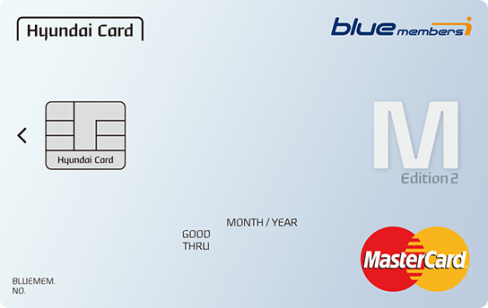 Hyundai Card
blue members
M
Edition2
Hyundai Card
MONTH / YEAR
GOOD
THRU
MasterCard
BLUEMEM.
NO.